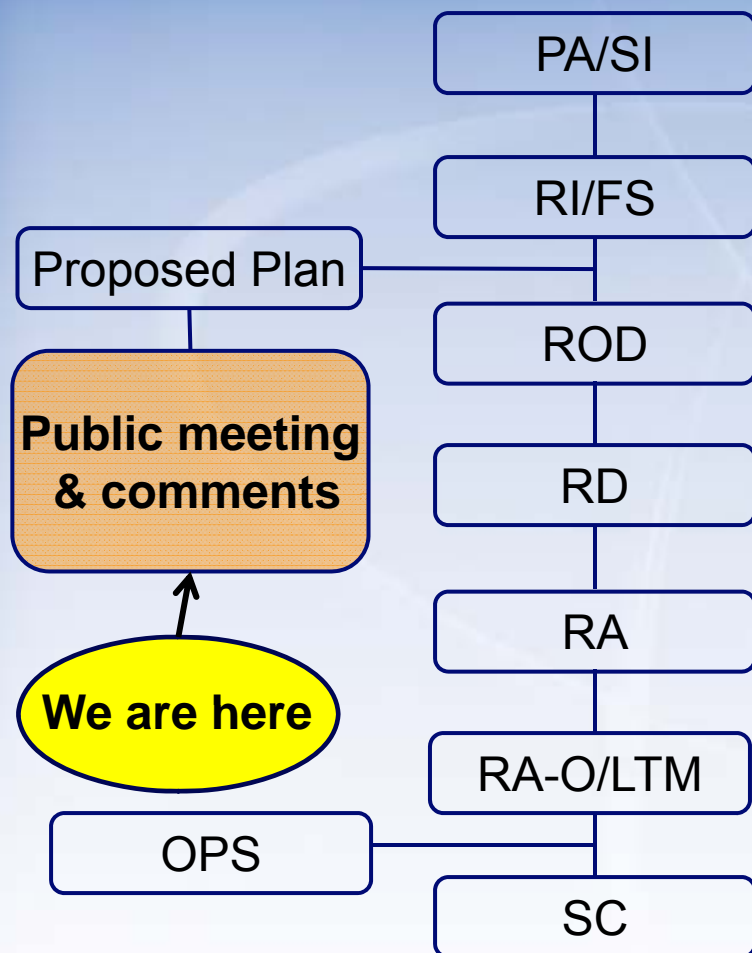 PA/SI
RI/FS
Proposed Plan
ROD
Public meeting
& comments
RD
RA
We are here
RA-O/LTM
OPS
SC